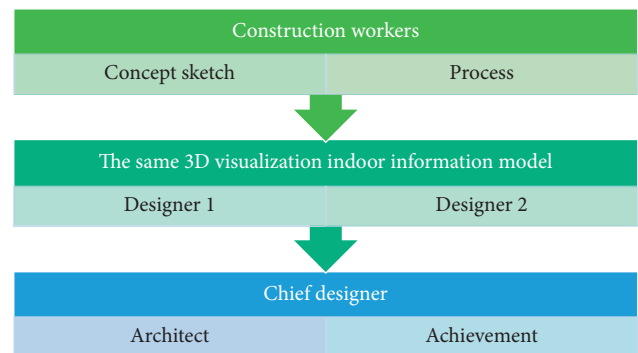 Construction workers
Concept sketch Process
The same 3D visualization indoor information model
Designer 1 Designer 2
Chief designer
Architect Achievement